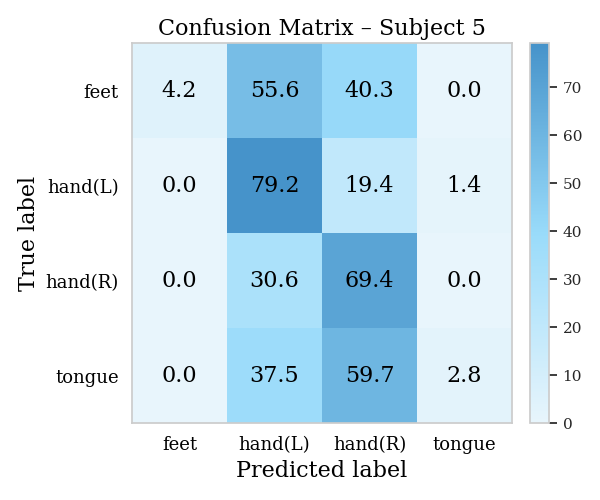 Confusion Matrix – Subject 5
feet 4.2 55.6 40.3 0.0
hand(L) 0.0 79.2 19.4 1.4
hand(R) 0.0 30.6 69.4 0.0
tongue 0.0 37.5 59.7 2.8
feet hand(L) hand(R) tongue
Predicted label
True label
70
60
50
40
30
20
10
0